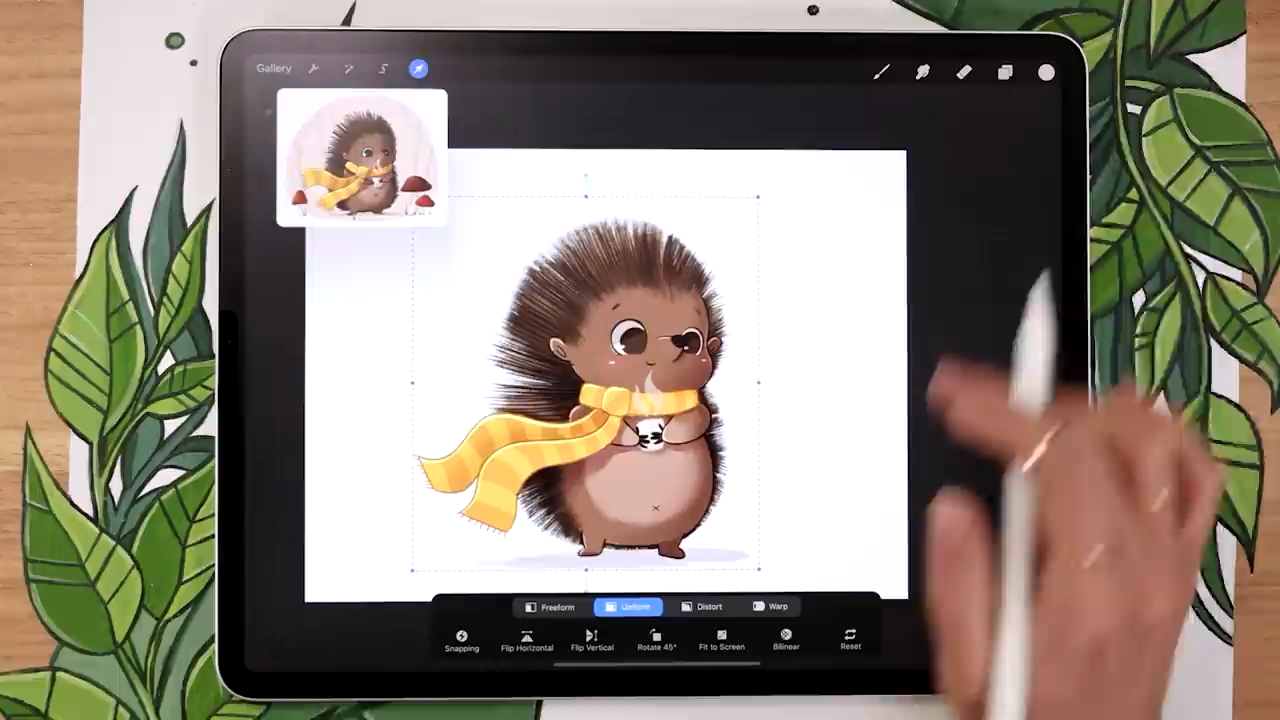 Gallery
Freeform Uniform Distort Warp
Snapping Flip Horizontal Flip Vertical Rotate 45° Fit to Screen Bilinear Reset